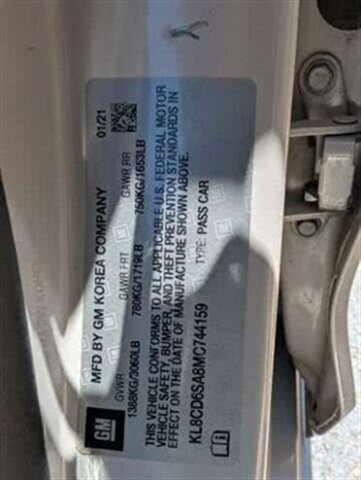 GM
MFD BY GM KOREA COMPANY 01/21
GVWR GAWR FRT GAWR RR
1388KG/3060LB 780KG/1719LB 750KG/1653LB
THIS VEHICLE CONFORMS TO ALL APPLICABLE U.S. FEDERAL MOTOR
VEHICLE SAFETY, BUMPER, AND THEFT PREVENTION STANDARDS IN
EFFECT ON THE DATE OF MANUFACTURE SHOWN ABOVE.
KL8CD6SA8MC744159 TYPE: PASS CAR